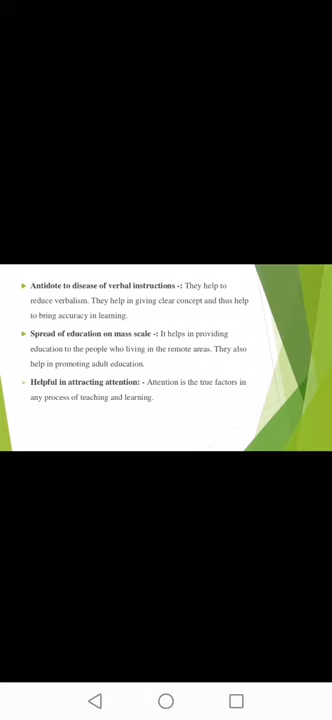 Antidote to disease of verbal instructions -: They help to
reduce verbalism. They help in giving clear concept and thus help
to bring accuracy in learning.
Spread of education on mass scale -: It helps in providing
education to the people who living in the remote areas. They also
help in promoting adult education.
Helpful in attracting attention: - Attention is the true factors in
any process of teaching and learning.